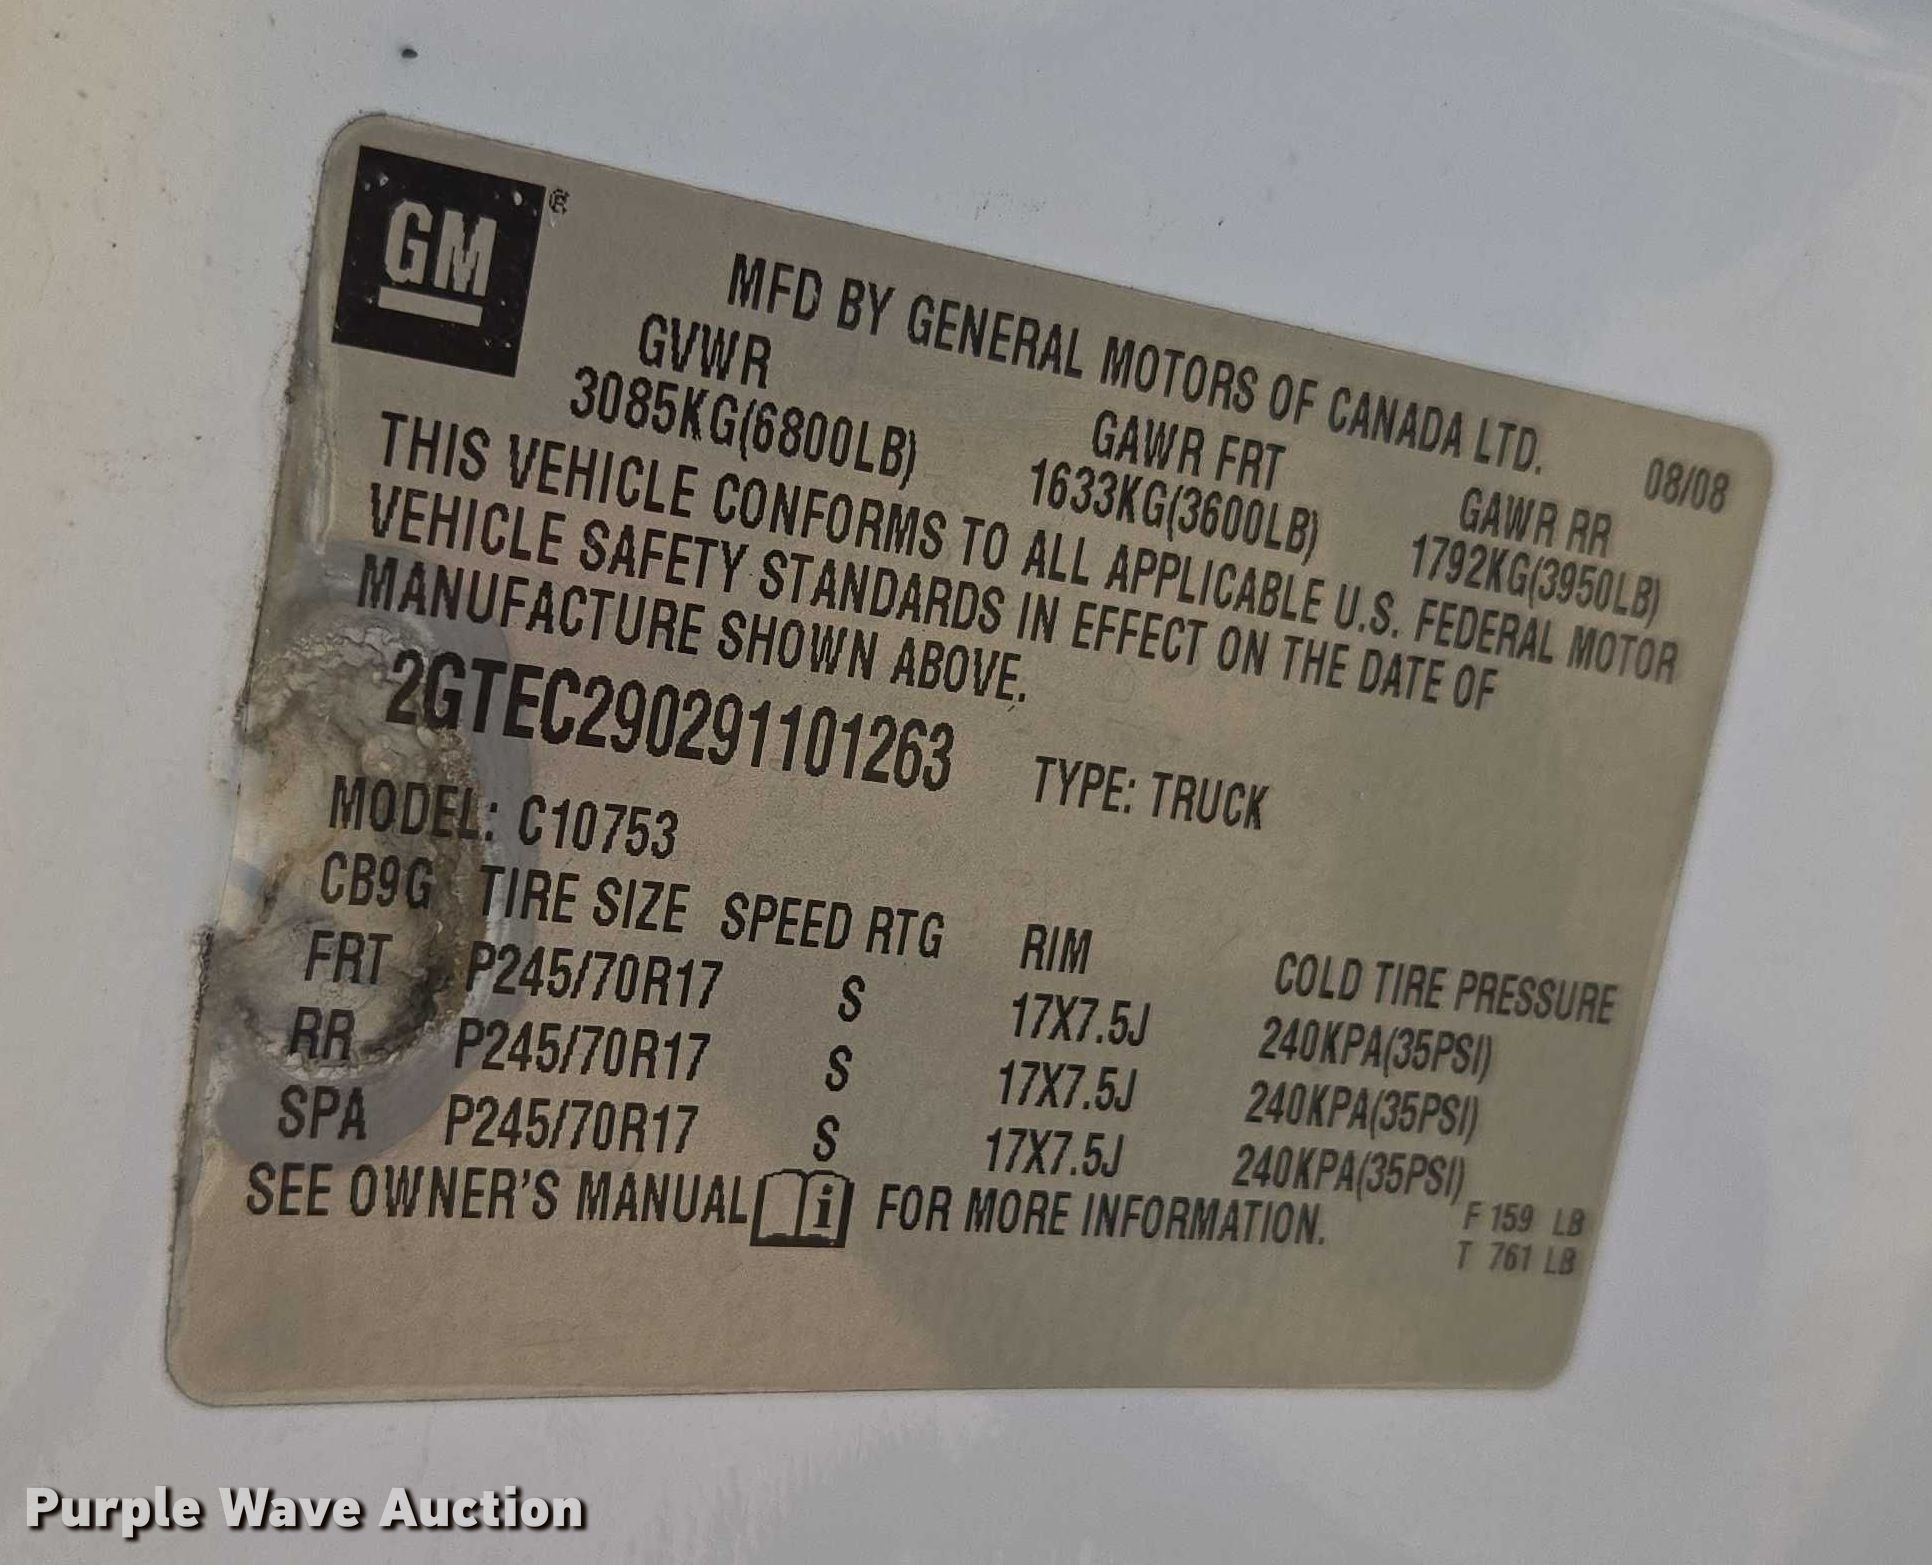 GM ®
MFD BY GENERAL MOTORS OF CANADA LTD.
08/08
GVWR GAWR FRT GAWR RR
3085KG(6800LB) 1633KG(3600LB) 1792KG(3950LB)
THIS VEHICLE CONFORMS TO ALL APPLICABLE U.S. FEDERAL MOTOR
VEHICLE SAFETY STANDARDS IN EFFECT ON THE DATE OF
MANUFACTURE SHOWN ABOVE.
2GTEC290291101263 TYPE: TRUCK
MODEL: C10753
CB9G TIRE SIZE SPEED RTG RIM COLD TIRE PRESSURE
FRT P245/70R17 S 17X7.5J 240KPA(35PSI)
RR P245/70R17 S 17X7.5J 240KPA(35PSI)
SPA P245/70R17 S 17X7.5J 240KPA(35PSI)
SEE OWNER'S MANUAL i FOR MORE INFORMATION.
F 159 LB
T 761 LB
Purple Wave Auction